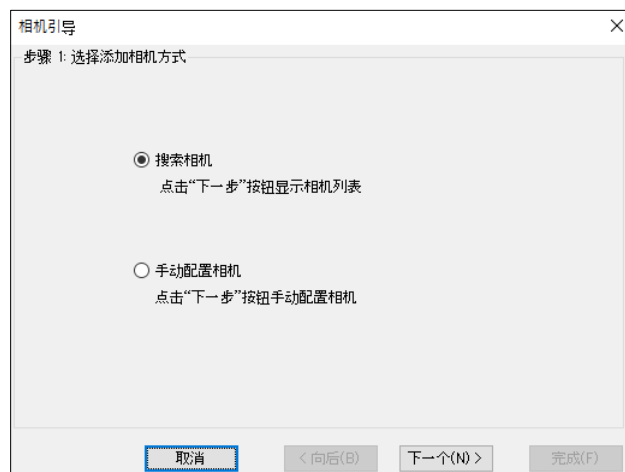 相机引导
步骤 1: 选择添加相机方式
搜索相机
点击“下一步”按钮显示相机列表
手动配置相机
点击“下一步”按钮手动配置相机
取消 < 向后(B) 下一个(N) > 完成(F)